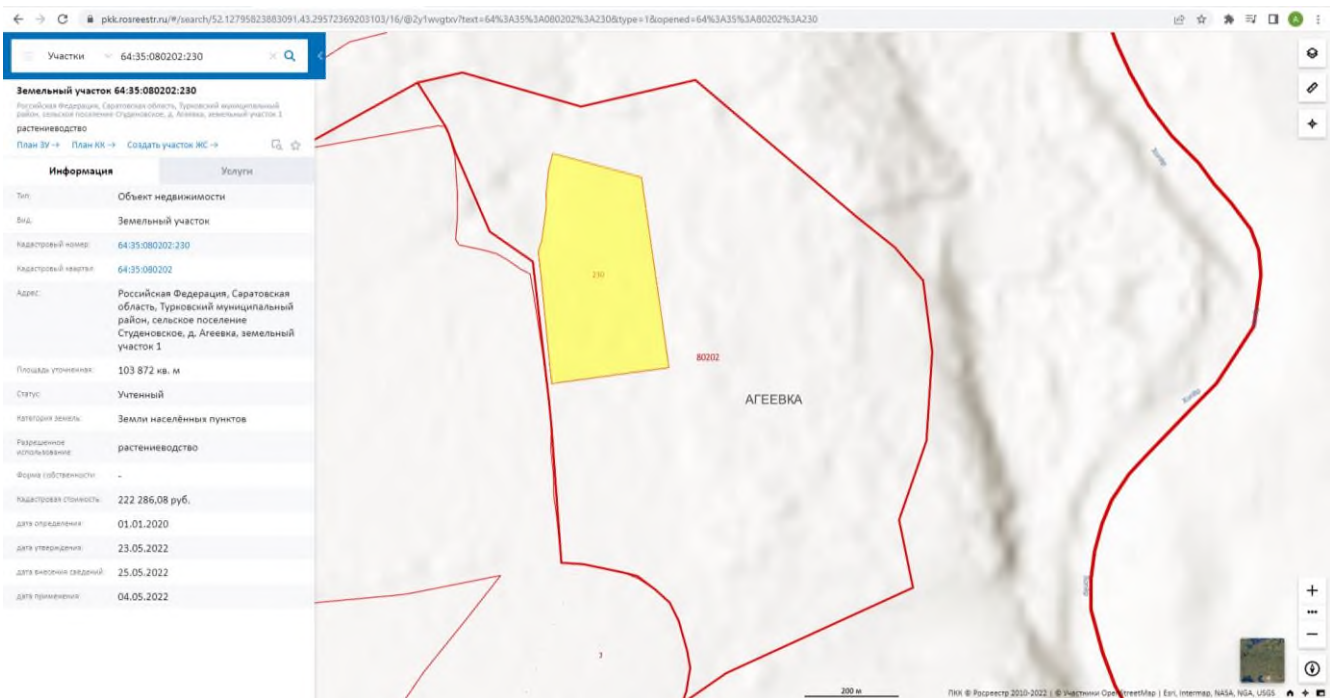 pkk.rosreestr.ru/#/search/52.12795823883091,43.29572369203103/16/@2y1wvgtxv?text=64%3A35%3A080202%3A230&type=1&opened=64%3A35%3A80202%3A230
Участки 64:35:080202:230
Земельный участок 64:35:080202:230
Российская Федерация, Саратовская область, Турковский муниципальный
район, сельское поселение Студеновское, д. Агеевка, земельный участок 1
растениеводство
План ЗУ → План КК → Создать участок ЖС →
Информация Услуги
Тип: Объект недвижимости
Вид: Земельный участок
Кадастровый номер: 64:35:080202:230
Кадастровый квартал: 64:35:080202
Адрес: Российская Федерация, Саратовская
область, Турковский муниципальный
район, сельское поселение
Студеновское, д. Агеевка, земельный
участок 1
Площадь уточненная: 103 872 кв. м
Статус: Учтенный
Категория земель: Земли населённых пунктов
Разрешенное
использование: растениеводство
Форма собственности: -
Кадастровая стоимость: 222 286,08 руб.
дата определения: 01.01.2020
дата утверждения: 23.05.2022
дата внесения сведений: 25.05.2022
дата применения: 04.05.2022
230
80202
АГЕЕВКА
Хопёр
Хопёр
Хопёр
3
200 м
ПКК © Росреестр 2010-2022 | © Участники OpenStreetMap | Esri, Intermap, NASA, NGA, USGS